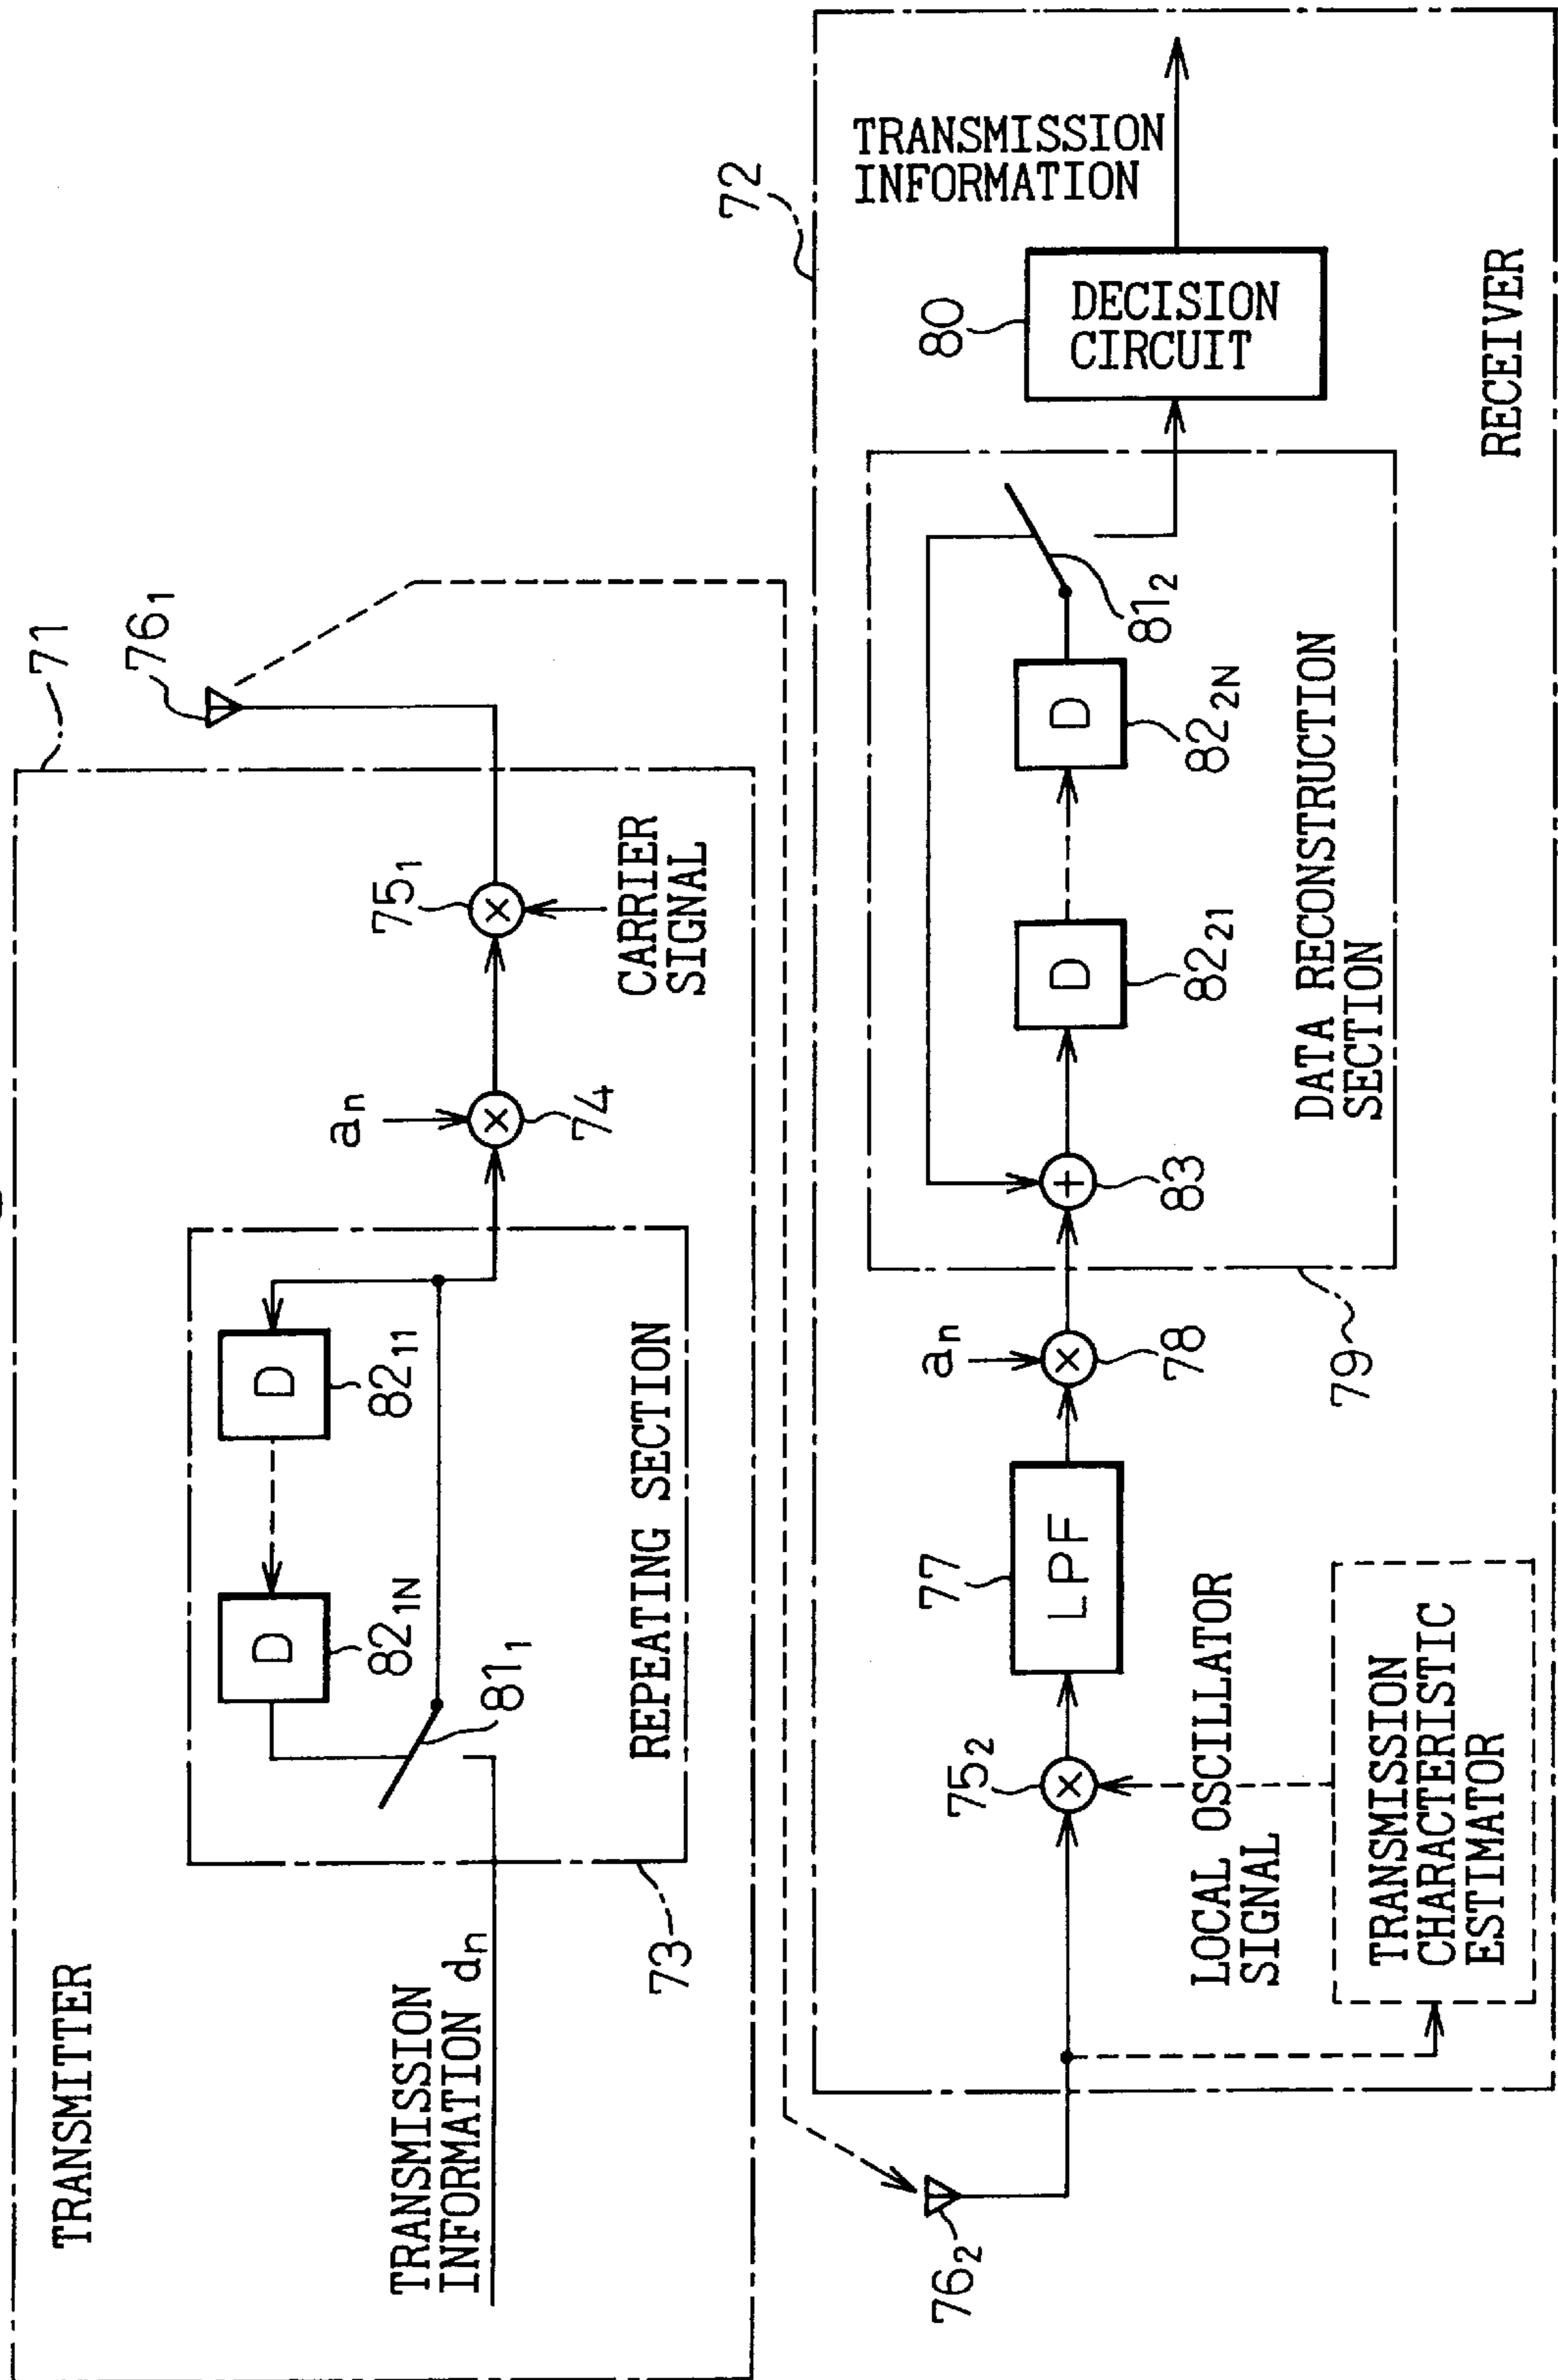 TRANSMITTER
71
76₁
TRANSMISSION
INFORMATION dₙ
73
REPEATING SECTION
D
82₁N
D
82₁₁
81₁
aₙ
74
75₁
CARRIER
SIGNAL
72
RECEIVER
76₂
75₂
LOCAL OSCILLATOR
SIGNAL
TRANSMISSION
CHARACTERISTIC
ESTIMATOR
77
LPF
aₙ
78
79
83
D
82₂₁
D
82₂N
81₂
DATA RECONSTRUCTION
SECTION
80
DECISION
CIRCUIT
TRANSMISSION
INFORMATION